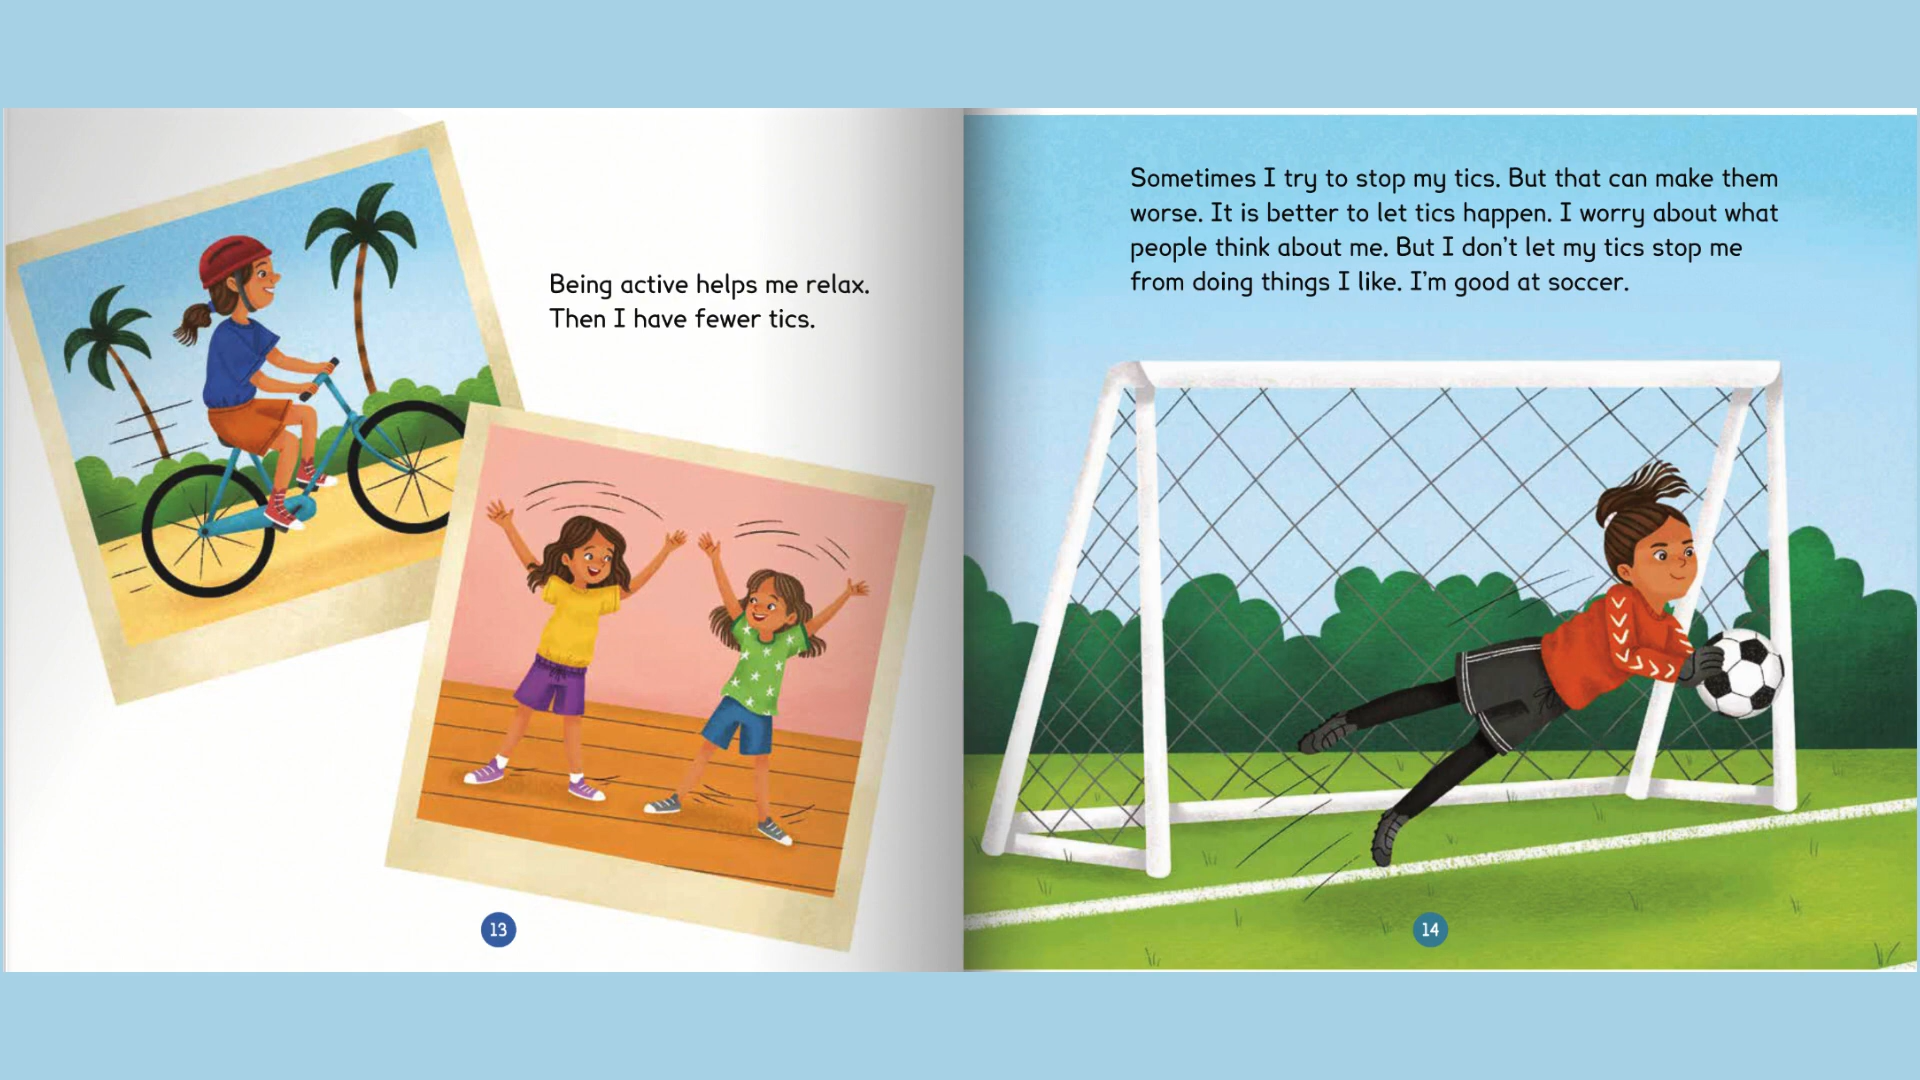 Being active helps me relax.
Then I have fewer tics.
13
Sometimes I try to stop my tics. But that can make them
worse. It is better to let tics happen. I worry about what
people think about me. But I don't let my tics stop me
from doing things I like. I'm good at soccer.
14